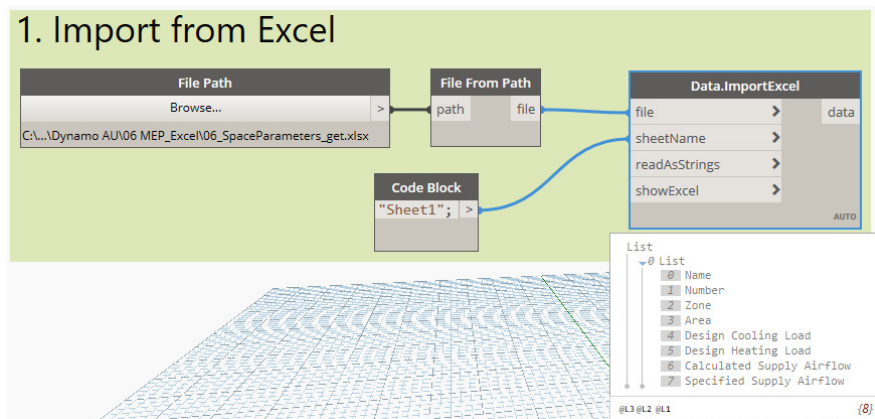 1. Import from Excel
File Path
Browse... >
C:\...\Dynamo AU\06 MEP_Excel\06_SpaceParameters_get.xlsx
File From Path
path file
Code Block
"Sheet1"; >
Data.ImportExcel
file > data
sheetName >
readAsStrings >
showExcel >
AUTO
List
0 List
0 Name
1 Number
2 Zone
3 Area
4 Design Cooling Load
5 Design Heating Load
6 Calculated Supply Airflow
7 Specified Supply Airflow
@L3 @L2 @L1 {8}